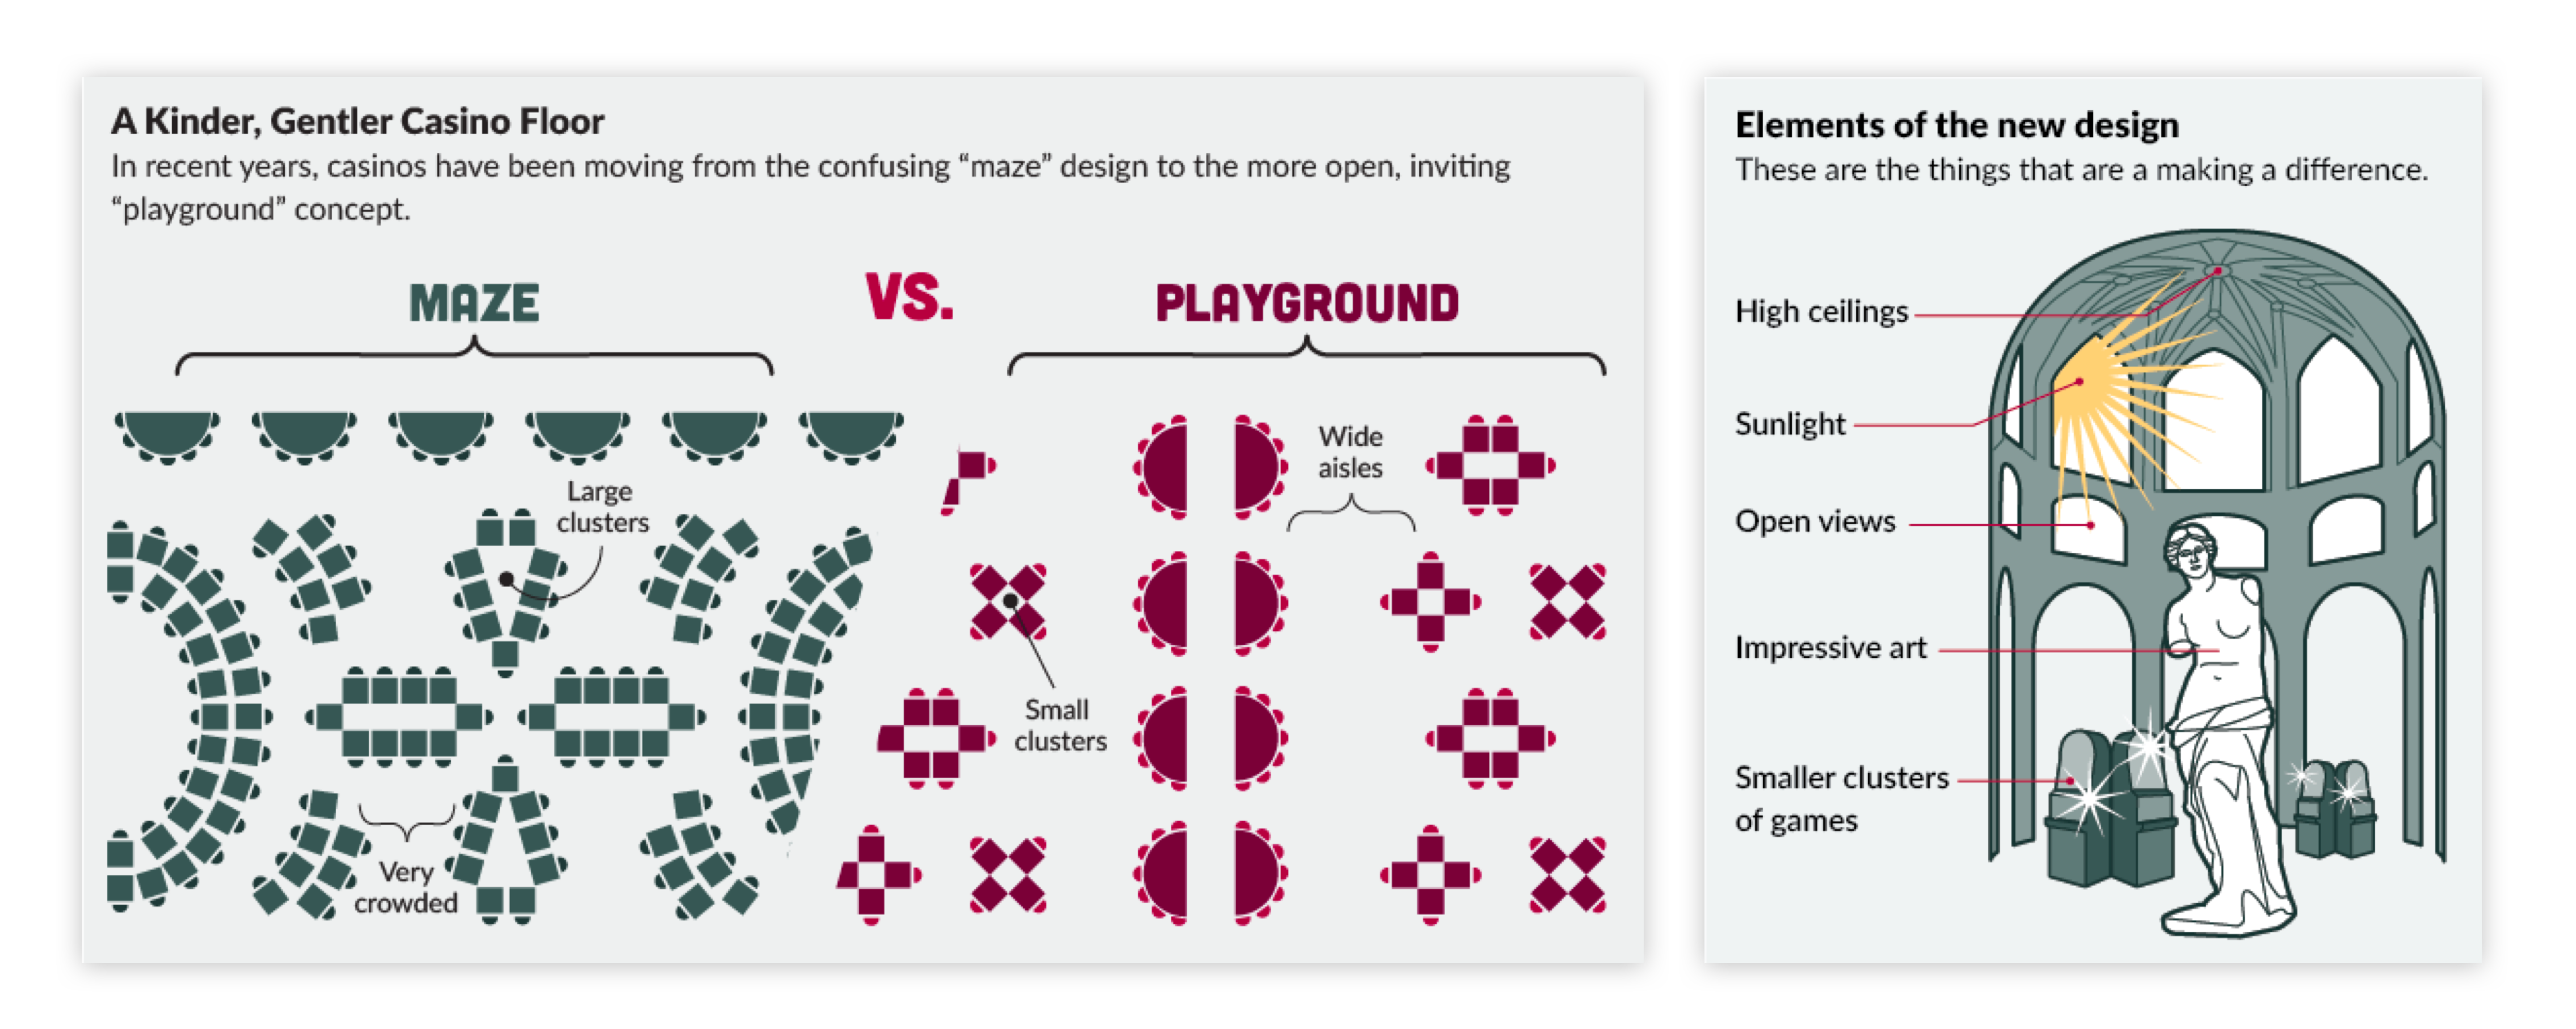 A Kinder, Gentler Casino Floor
In recent years, casinos have been moving from the confusing “maze” design to the more open, inviting
“playground” concept.
MAZE
VS.
PLAYGROUND
Large
clusters
Very
crowded
Wide
aisles
Small
clusters
Elements of the new design
These are the things that are a making a difference.
High ceilings
Sunlight
Open views
Impressive art
Smaller clusters
of games